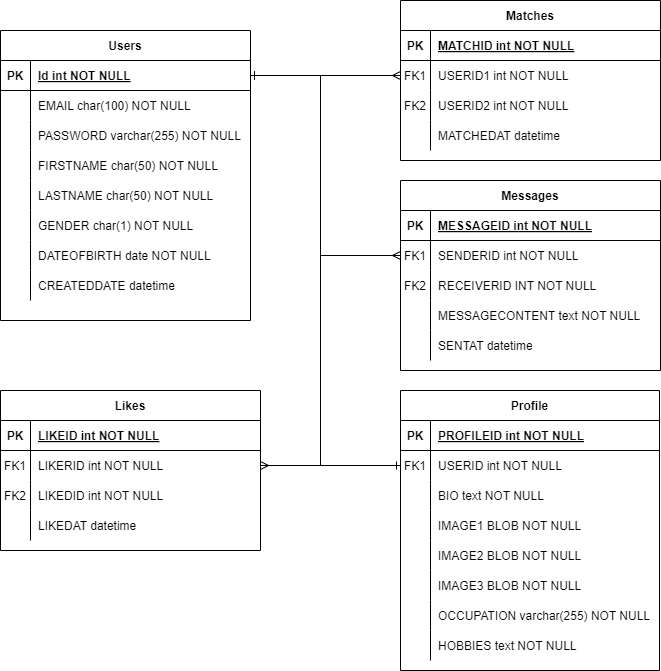 Users
PK Id int NOT NULL
EMAIL char(100) NOT NULL
PASSWORD varchar(255) NOT NULL
FIRSTNAME char(50) NOT NULL
LASTNAME char(50) NOT NULL
GENDER char(1) NOT NULL
DATEOFBIRTH date NOT NULL
CREATEDDATE datetime
Matches
PK MATCHID int NOT NULL
FK1 USERID1 int NOT NULL
FK2 USERID2 int NOT NULL
MATCHEDAT datetime
Messages
PK MESSAGEID int NOT NULL
FK1 SENDERID int NOT NULL
FK2 RECEIVERID INT NOT NULL
MESSAGECONTENT text NOT NULL
SENTAT datetime
Likes
PK LIKEID int NOT NULL
FK1 LIKERID int NOT NULL
FK2 LIKEDID int NOT NULL
LIKEDAT datetime
Profile
PK PROFILEID int NOT NULL
FK1 USERID int NOT NULL
BIO text NOT NULL
IMAGE1 BLOB NOT NULL
IMAGE2 BLOB NOT NULL
IMAGE3 BLOB NOT NULL
OCCUPATION varchar(255) NOT NULL
HOBBIES text NOT NULL